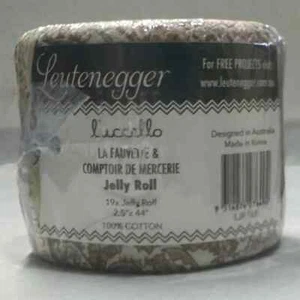 Leutenegger
For FREE PROJECTS visit:
www.leutenegger.com.au
l'uccello
LA FAUVETTE &
COMPTOIR DE MERCERIE
Jelly Roll
19x Jelly Roll
2.5" x 44"
100% COTTON
Designed in Australia
Made in Korea